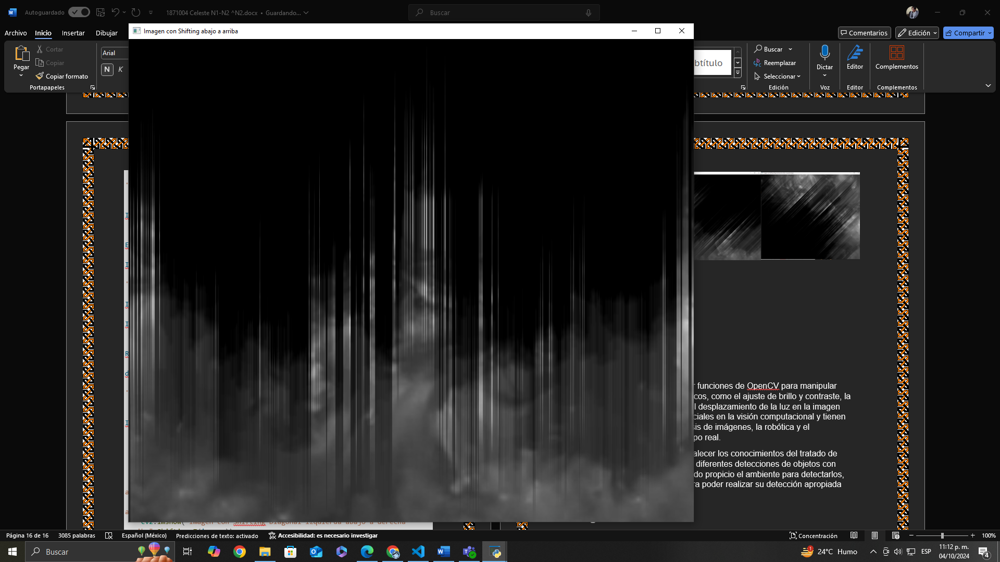 Autoguardado
1871004 Celeste N1-N2 ^N2.docx • Guardando...
Buscar
Imagen con Shifting abajo a arriba
Archivo
Inicio
Insertar
Dibujar
Comentarios
Edición
Compartir
Pegar
Cortar
Copiar
Copiar formato
Portapapeles
Arial
N
K
btítulo
Buscar
Reemplazar
Seleccionar
Edición
Dictar
Voz
Editor
Editor
Complementos
Complementos
funciones de OpenCV para manipular
cos, como el ajuste de brillo y contraste, la
l desplazamiento de la luz en la imagen
ciales en la visión computacional y tienen
sis de imágenes, la robótica y el
po real.
alecer los conocimientos del tratado de
diferentes detecciones de objetos con
do propicio el ambiente para detectarlos,
ra poder realizar su detección apropiada
cv2.imshow("Imagen con Shifting Diagonal izquierda abajo a derecha
Página 16 de 16
3085 palabras
Español (México)
Predicciones de texto: activado
Accesibilidad: es necesario investigar
Concentración
100%
Buscar
1
24°C Humo
ESP
11:12 p. m.
04/10/2024
4